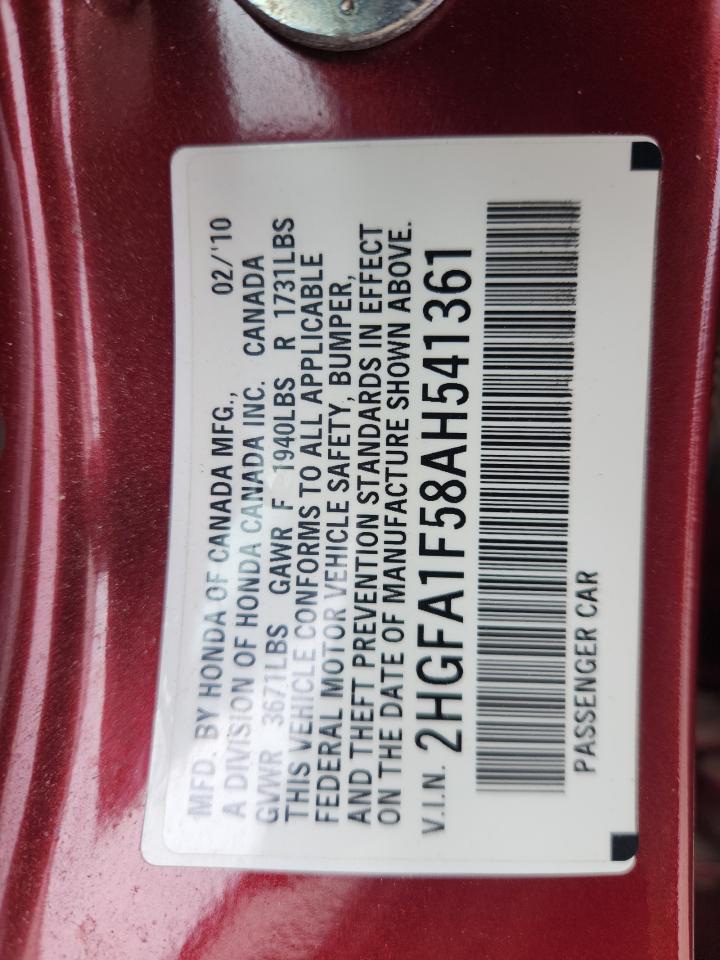 MFD. BY HONDA OF CANADA MFG., 02/'10
A DIVISION OF HONDA CANADA INC. CANADA
GVWR 3671LBS GAWR F 1940LBS R 1731LBS
THIS VEHICLE CONFORMS TO ALL APPLICABLE
FEDERAL MOTOR VEHICLE SAFETY, BUMPER,
AND THEFT PREVENTION STANDARDS IN EFFECT
ON THE DATE OF MANUFACTURE SHOWN ABOVE.
V.I.N. 2HGFA1F58AH541361
PASSENGER CAR